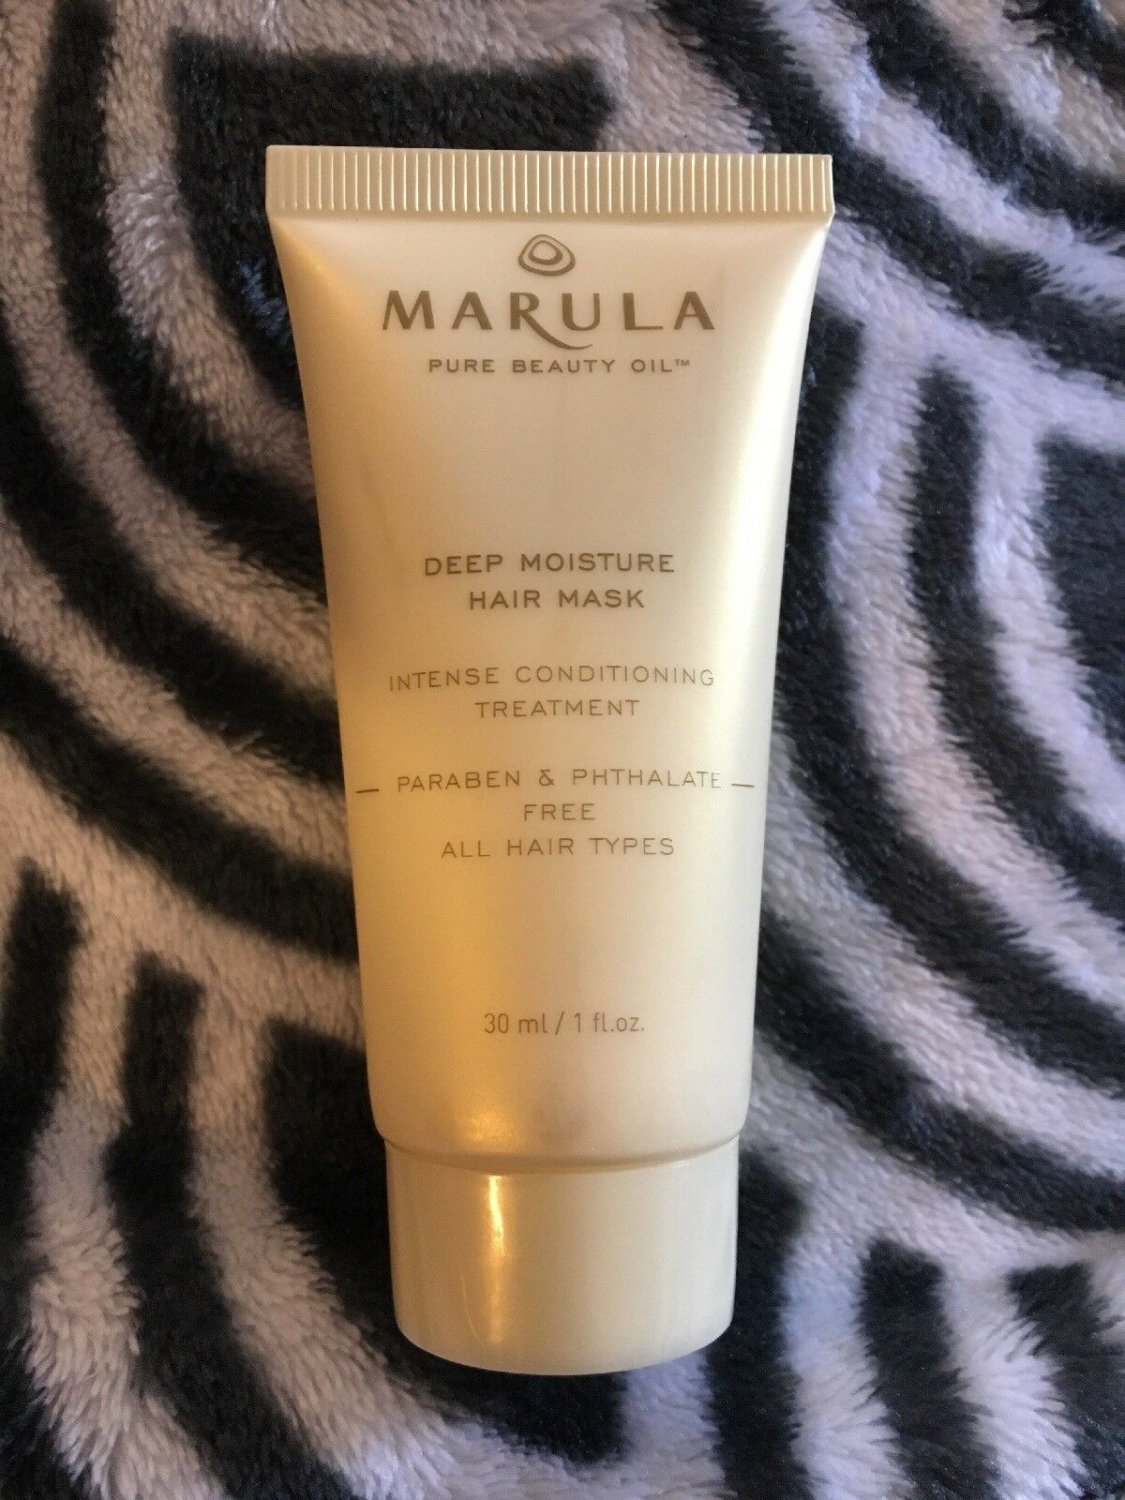 MARULA
PURE BEAUTY OIL™
DEEP MOISTURE
HAIR MASK
INTENSE CONDITIONING
TREATMENT
— PARABEN & PHTHALATE —
FREE
ALL HAIR TYPES
30 ml / 1 fl.oz.